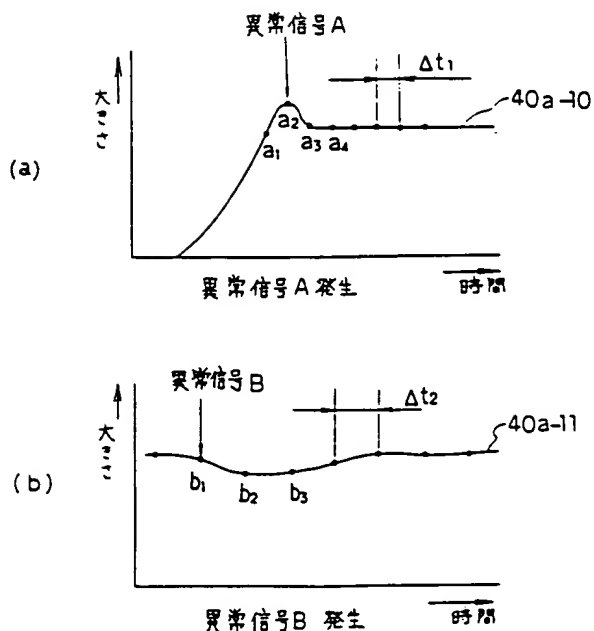 異常信号A
Δt1
40a-10
大きさ
a1
a2
a3
a4
(a)
異常信号A発生
時間
異常信号B
Δt2
40a-11
大きさ
b1
b2
b3
(b)
異常信号B発生
時間